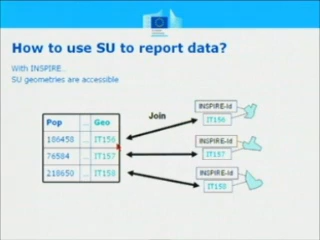 How to use SU to report data?
With INSPIRE..
SU geometries are accessible
Pop .. Geo
186458 .. IT156
76584 .. IT157
218650 .. IT158
Join
INSPIRE-Id
IT156
INSPIRE-Id
IT157
INSPIRE-Id
IT158